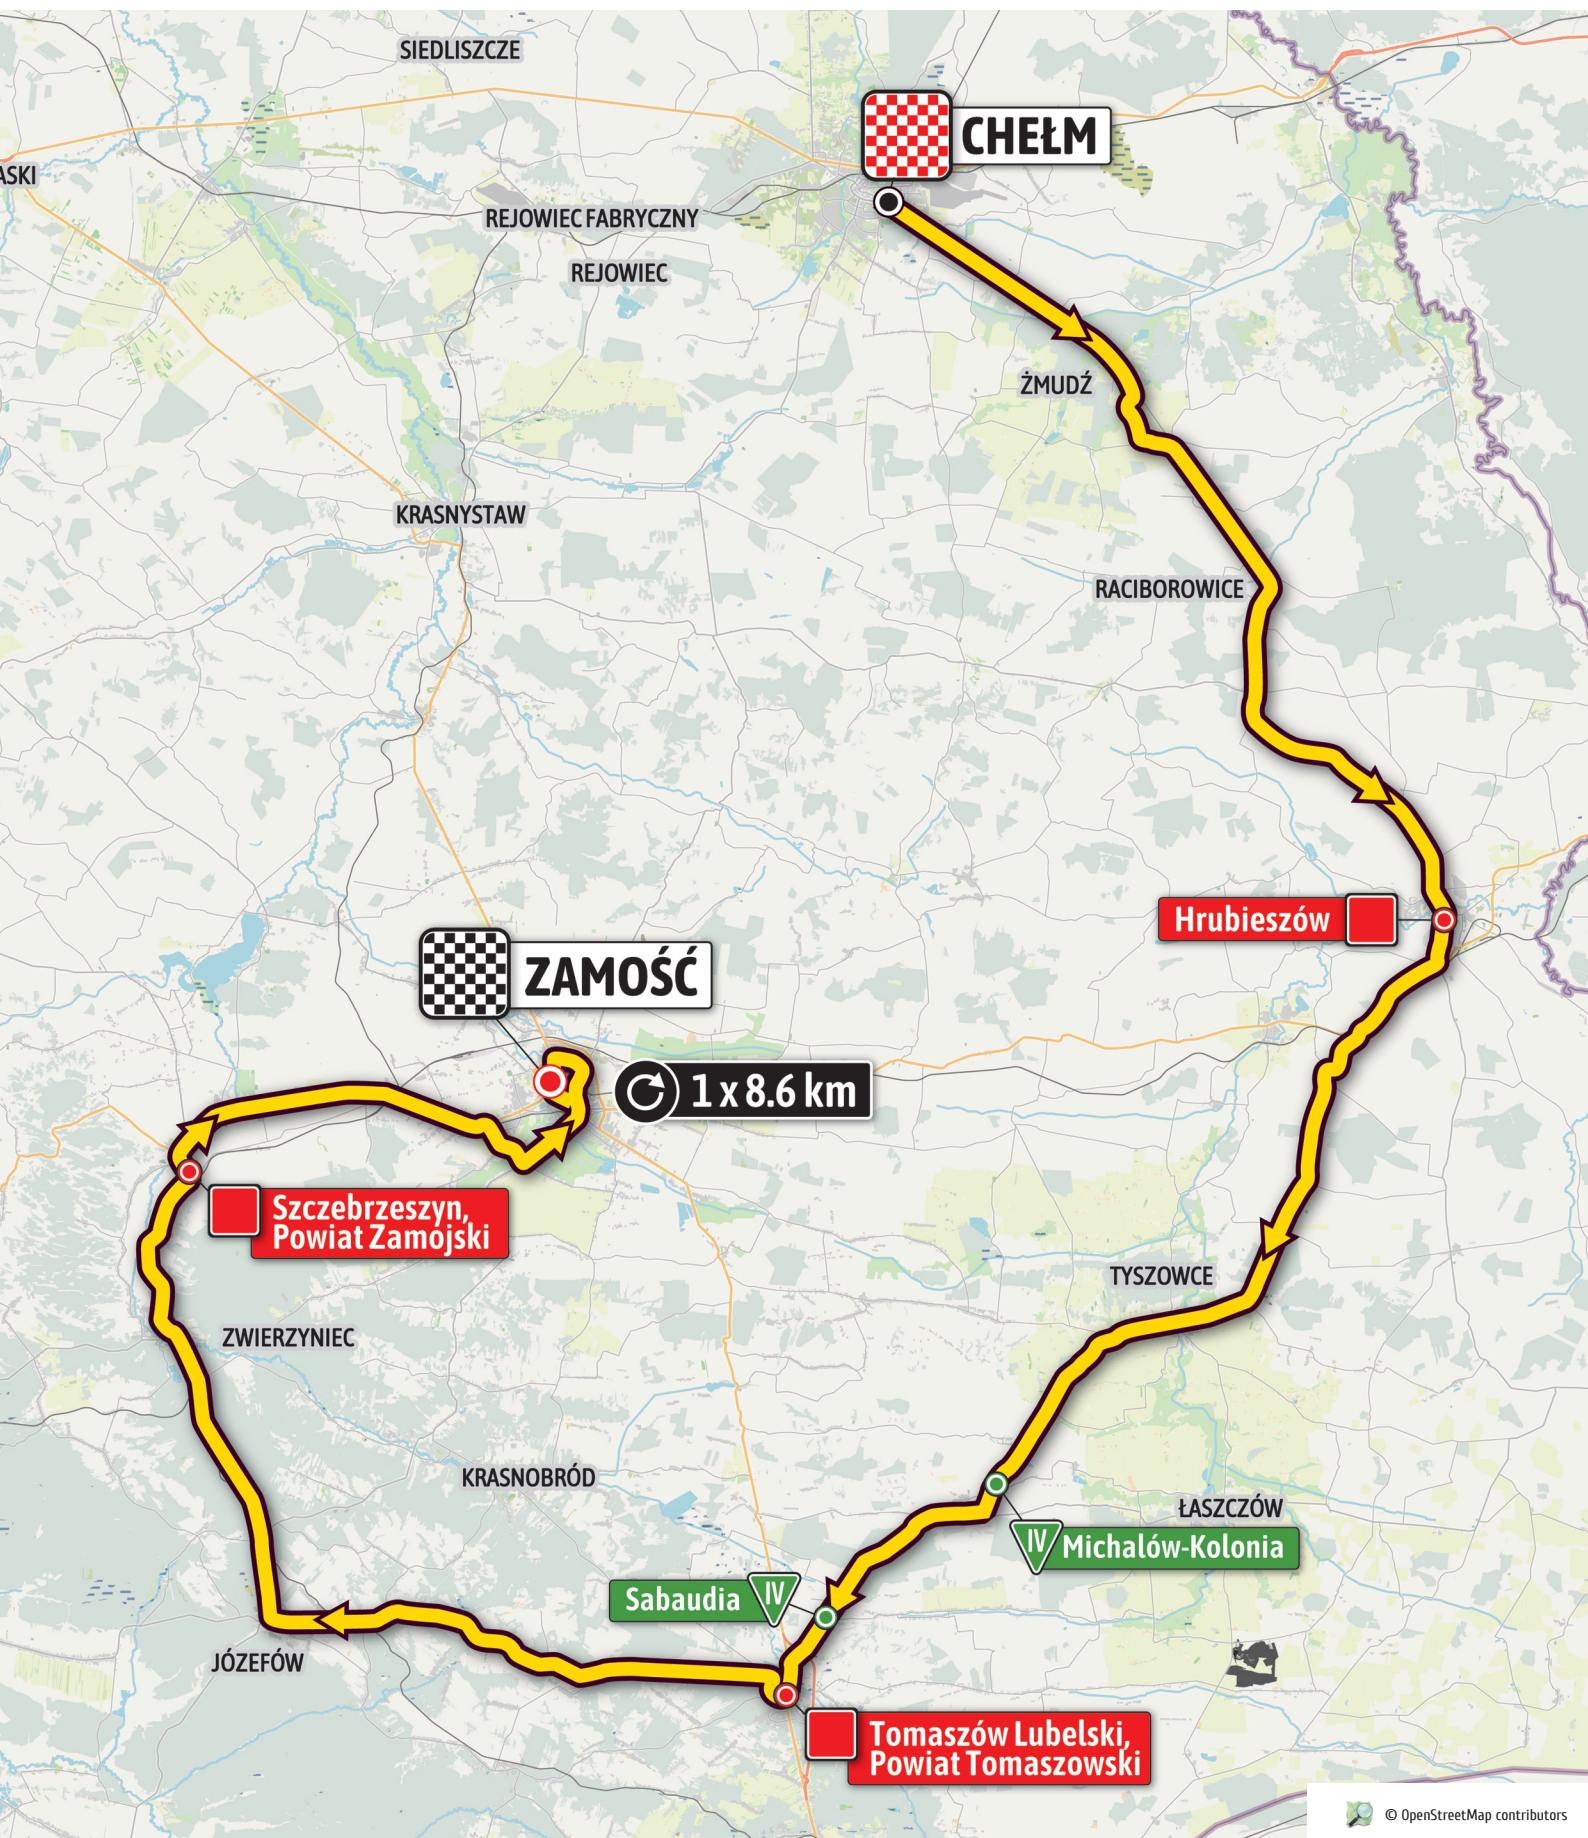 SIEDLISZCZE
CHEŁM
ASKI
REJOWIEC FABRYCZNY
REJOWIEC
ŻMUDŹ
KRASNYSTAW
RACIBOROWICE
Hrubieszów
ZAMOŚĆ
1 x 8.6 km
Szczebrzeszyn,
Powiat Zamojski
TYSZOWCE
ZWIERZYNIEC
KRASNOBRÓD
ŁASZCZÓW
IV Michalów-Kolonia
Sabaudia IV
JÓZEFÓW
Tomaszów Lubelski,
Powiat Tomaszowski
© OpenStreetMap contributors